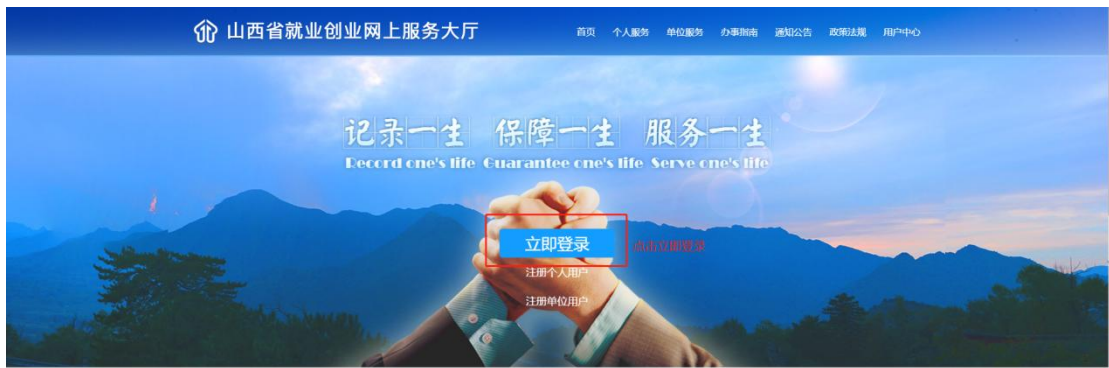 山西省就业创业网上服务大厅
首页 个人服务 单位服务 办事指南 通知公告 政策法规 用户中心
记录一生 保障一生 服务一生
Record one's life Guarantee one's life Serve one's life
立即登录 点击立即登录
注册个人用户
注册单位用户